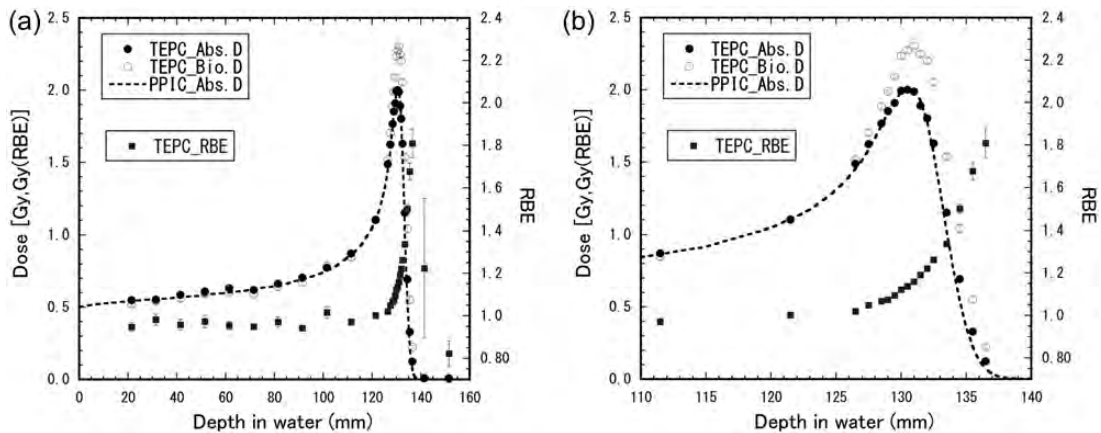 (a)
TEPC_Abs.D
TEPC_Bio.D
PPIC_Abs.D
TEPC_RBE
Dose [Gy,Gy(RBE)]
2.5
2.0
1.5
1.0
0.5
0.0
2.4
2.2
2.0
1.8
1.6
1.4
1.2
1.0
0.80
RBE
0 20 40 60 80 100 120 140 160
Depth in water (mm)
(b)
TEPC_Abs.D
TEPC_Bio.D
PPIC_Abs.D
TEPC_RBE
Dose [Gy,Gy(RBE)]
2.5
2.0
1.5
1.0
0.5
0.0
2.4
2.2
2.0
1.8
1.6
1.4
1.2
1.0
0.80
RBE
110 115 120 125 130 135 140
Depth in water (mm)